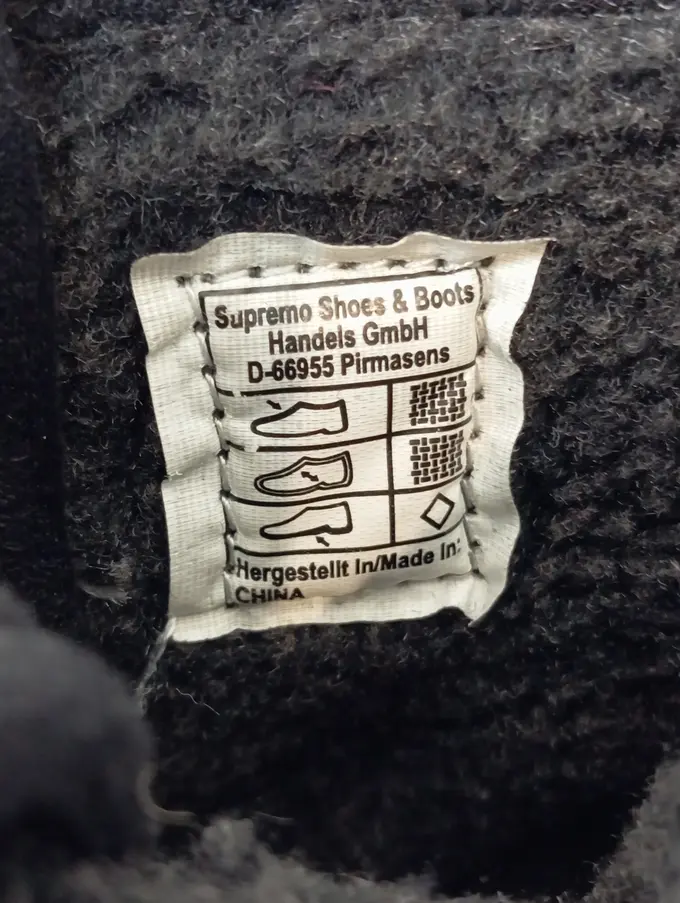 Supremo Shoes & Boots
Handels GmbH
D-66955 Pirmasens
Hergestellt In/Made In:
CHINA